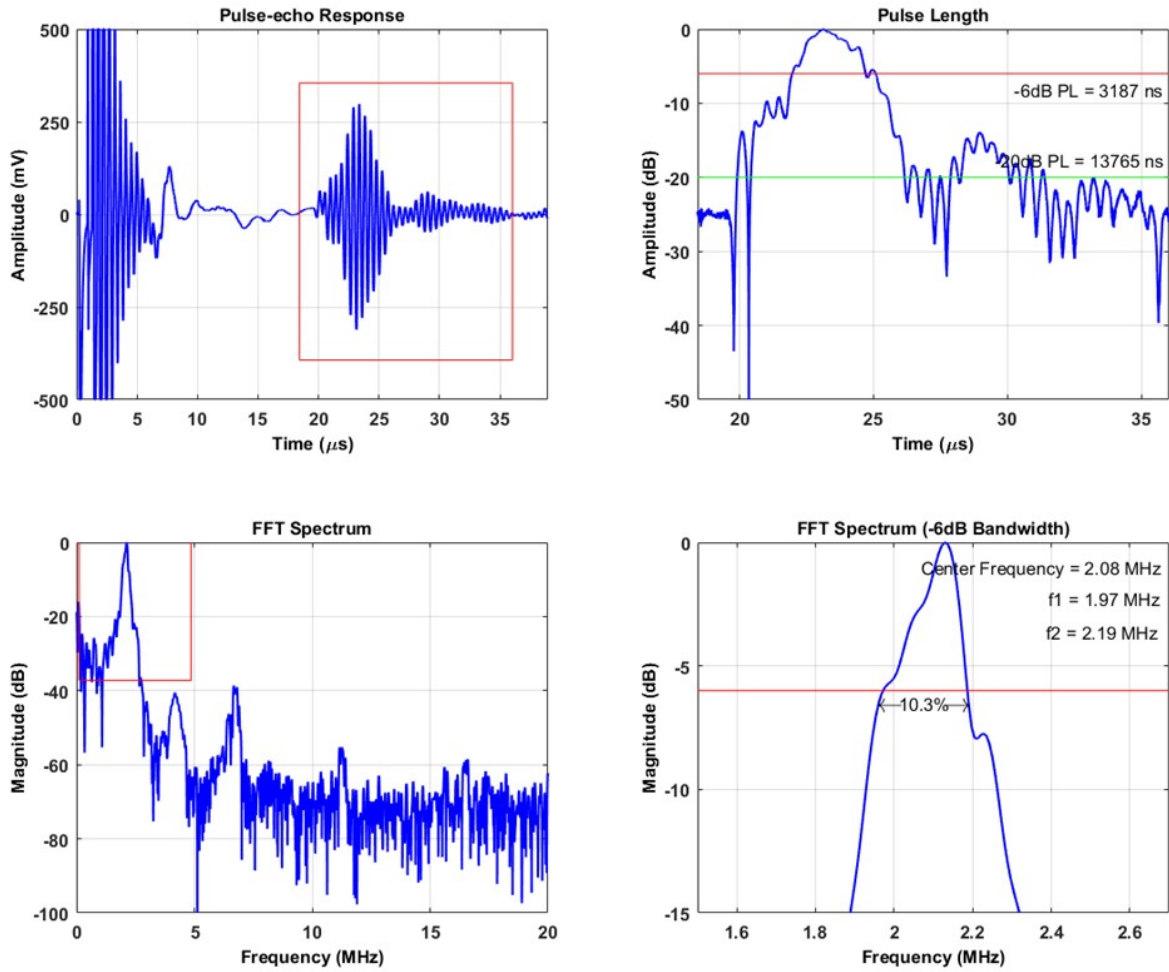 Pulse-echo Response
500
250
0
-250
-500
Amplitude (mV)
0 5 10 15 20 25 30 35
Time (μs)
Pulse Length
0
-10
-20
-30
-40
-50
Amplitude (dB)
-6dB PL = 3187 ns
-20dB PL = 13765 ns
20 25 30 35
Time (μs)
FFT Spectrum
0
-20
-40
-60
-80
-100
Magnitude (dB)
0 5 10 15 20
Frequency (MHz)
FFT Spectrum (-6dB Bandwidth)
0
-5
-10
-15
Magnitude (dB)
Center Frequency = 2.08 MHz
f1 = 1.97 MHz
f2 = 2.19 MHz
10.3%
1.6 1.8 2 2.2 2.4 2.6
Frequency (MHz)